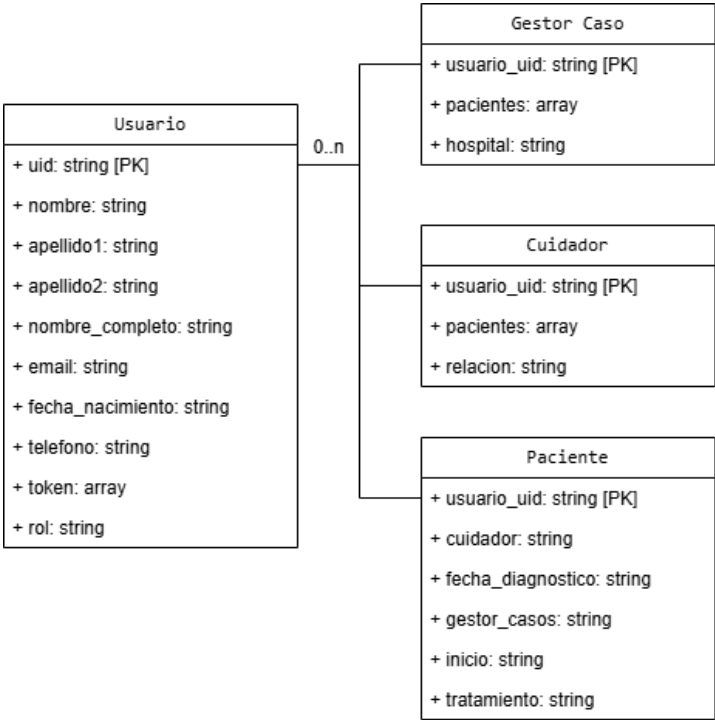 Usuario
+ uid: string [PK]
+ nombre: string
+ apellido1: string
+ apellido2: string
+ nombre_completo: string
+ email: string
+ fecha_nacimiento: string
+ telefono: string
+ token: array
+ rol: string
0..n
Gestor Caso
+ usuario_uid: string [PK]
+ pacientes: array
+ hospital: string
Cuidador
+ usuario_uid: string [PK]
+ pacientes: array
+ relacion: string
Paciente
+ usuario_uid: string [PK]
+ cuidador: string
+ fecha_diagnostico: string
+ gestor_casos: string
+ inicio: string
+ tratamiento: string